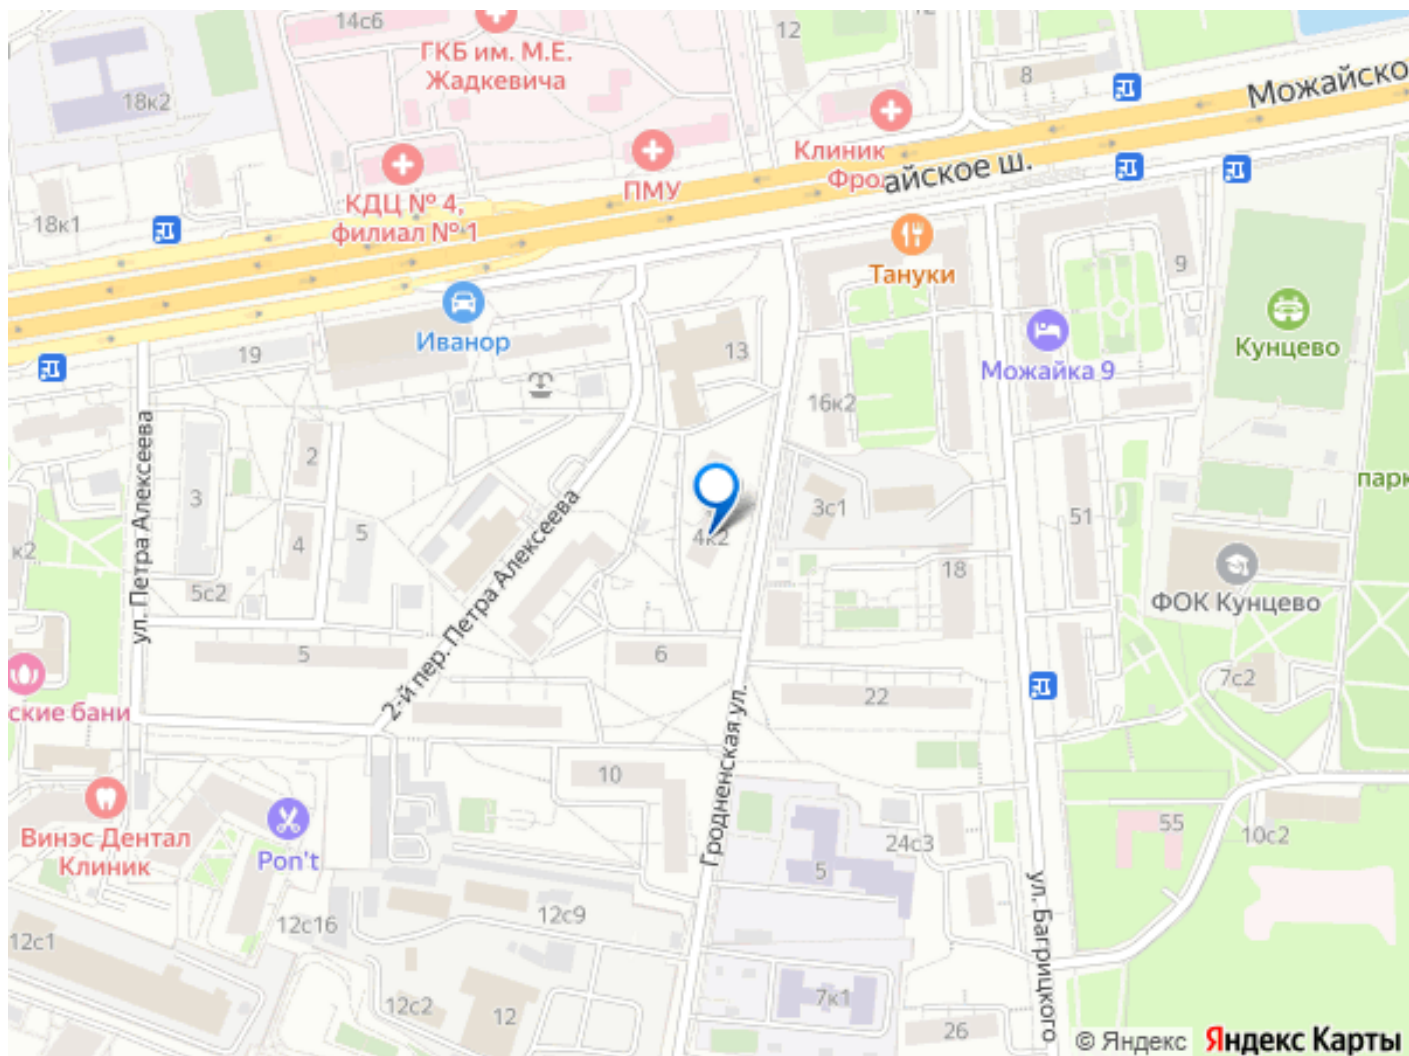 14с6
12
12
ГКБ им. М.Е.
Жадкевича
8
Можайско
18к2
Клиник
Фро
айское ш.
ПМУ
КДЦ № 4,
филиал № 1
18к1
Тануки
9
Иванор
Кунцево
13
19
Можайка 9
16к2
ул. Петра Алексеева
2
парк
3
3с1
51
4к2
5
4
к2
18
2-й пер. Петра Алексеева
5с2
ФОК Кунцево
5
6
7с2
ские бани
22
Гродненская ул.
10
Винэс Дентал
Клиник
Pon't
55
10с2
24с3
5
ул. Багрицкого
12с9
12с16
12с1
7к1
12с2
12
26
© Яндекс
Яндекс Карты